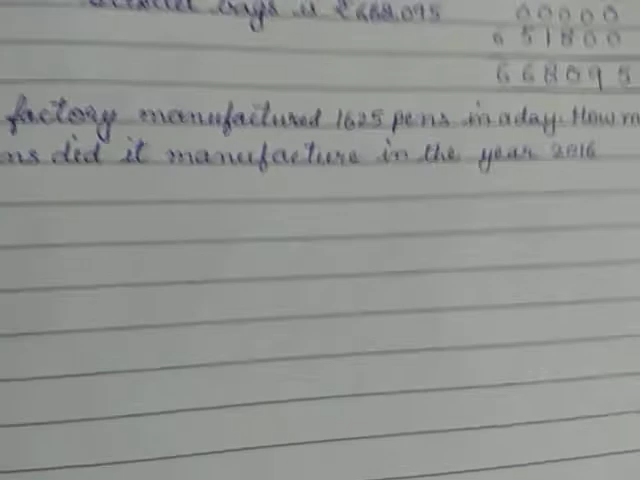 bags is ₹ 668,095
00000
651800
668095
factory manufactured 1625 pens in a day. How m
ns did it manufacture in the year 2016